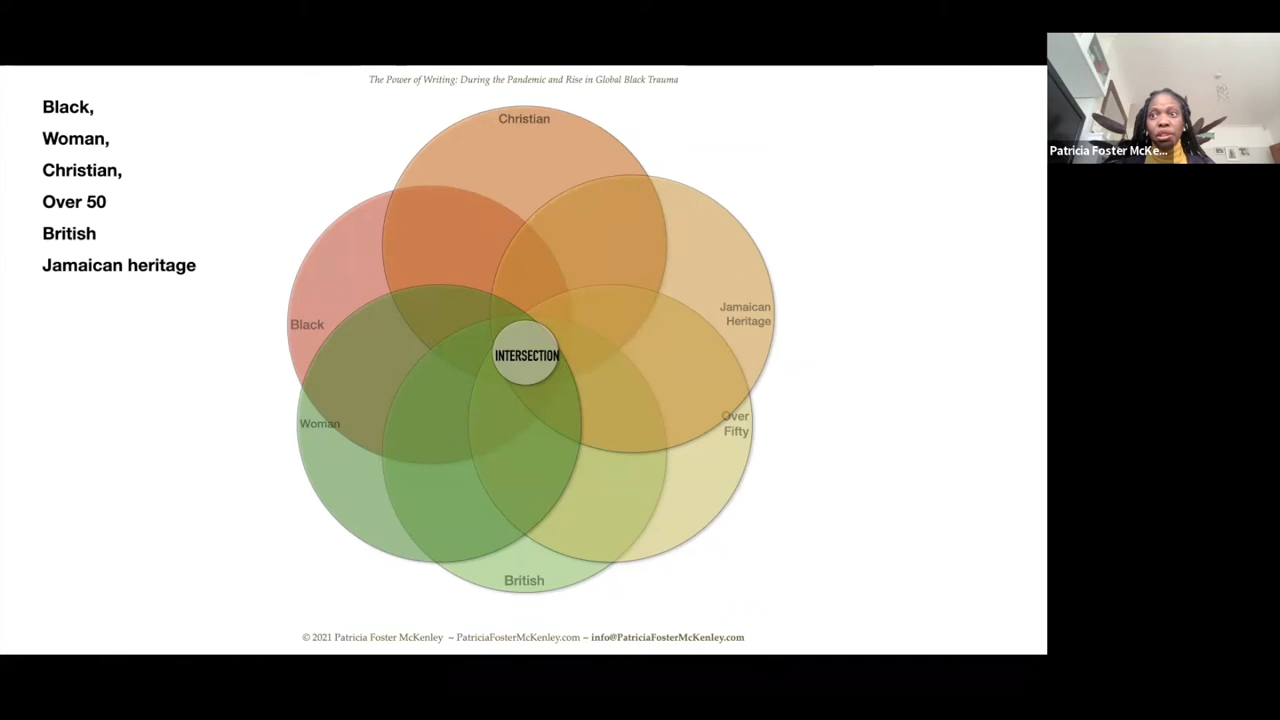 The Power of Writing: During the Pandemic and Rise in Global Black Trauma
Black,
Woman,
Christian,
Over 50
British
Jamaican heritage
Christian
Jamaican
Heritage
Black
INTERSECTION
Over
Fifty
Woman
British
© 2021 Patricia Foster McKenley ~ PatriciaFosterMcKenley.com ~ info@PatriciaFosterMcKenley.com
Patricia Foster McKe...